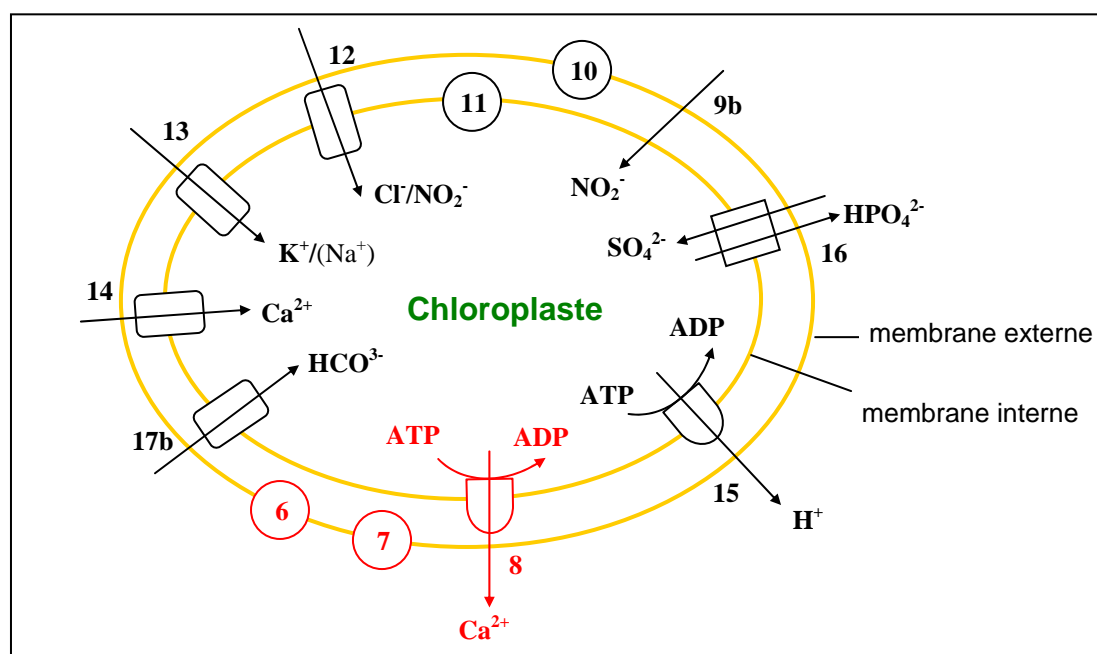 12
10
11
9b
13
Cl⁻/NO₂⁻
NO₂⁻
HPO₄²⁻
SO₄²⁻
16
K⁺/(Na⁺)
14
Ca²⁺
Chloroplaste
ADP
membrane externe
HCO³⁻
ATP
membrane interne
17b
ATP
ADP
15
6
7
8
H⁺
Ca²⁺